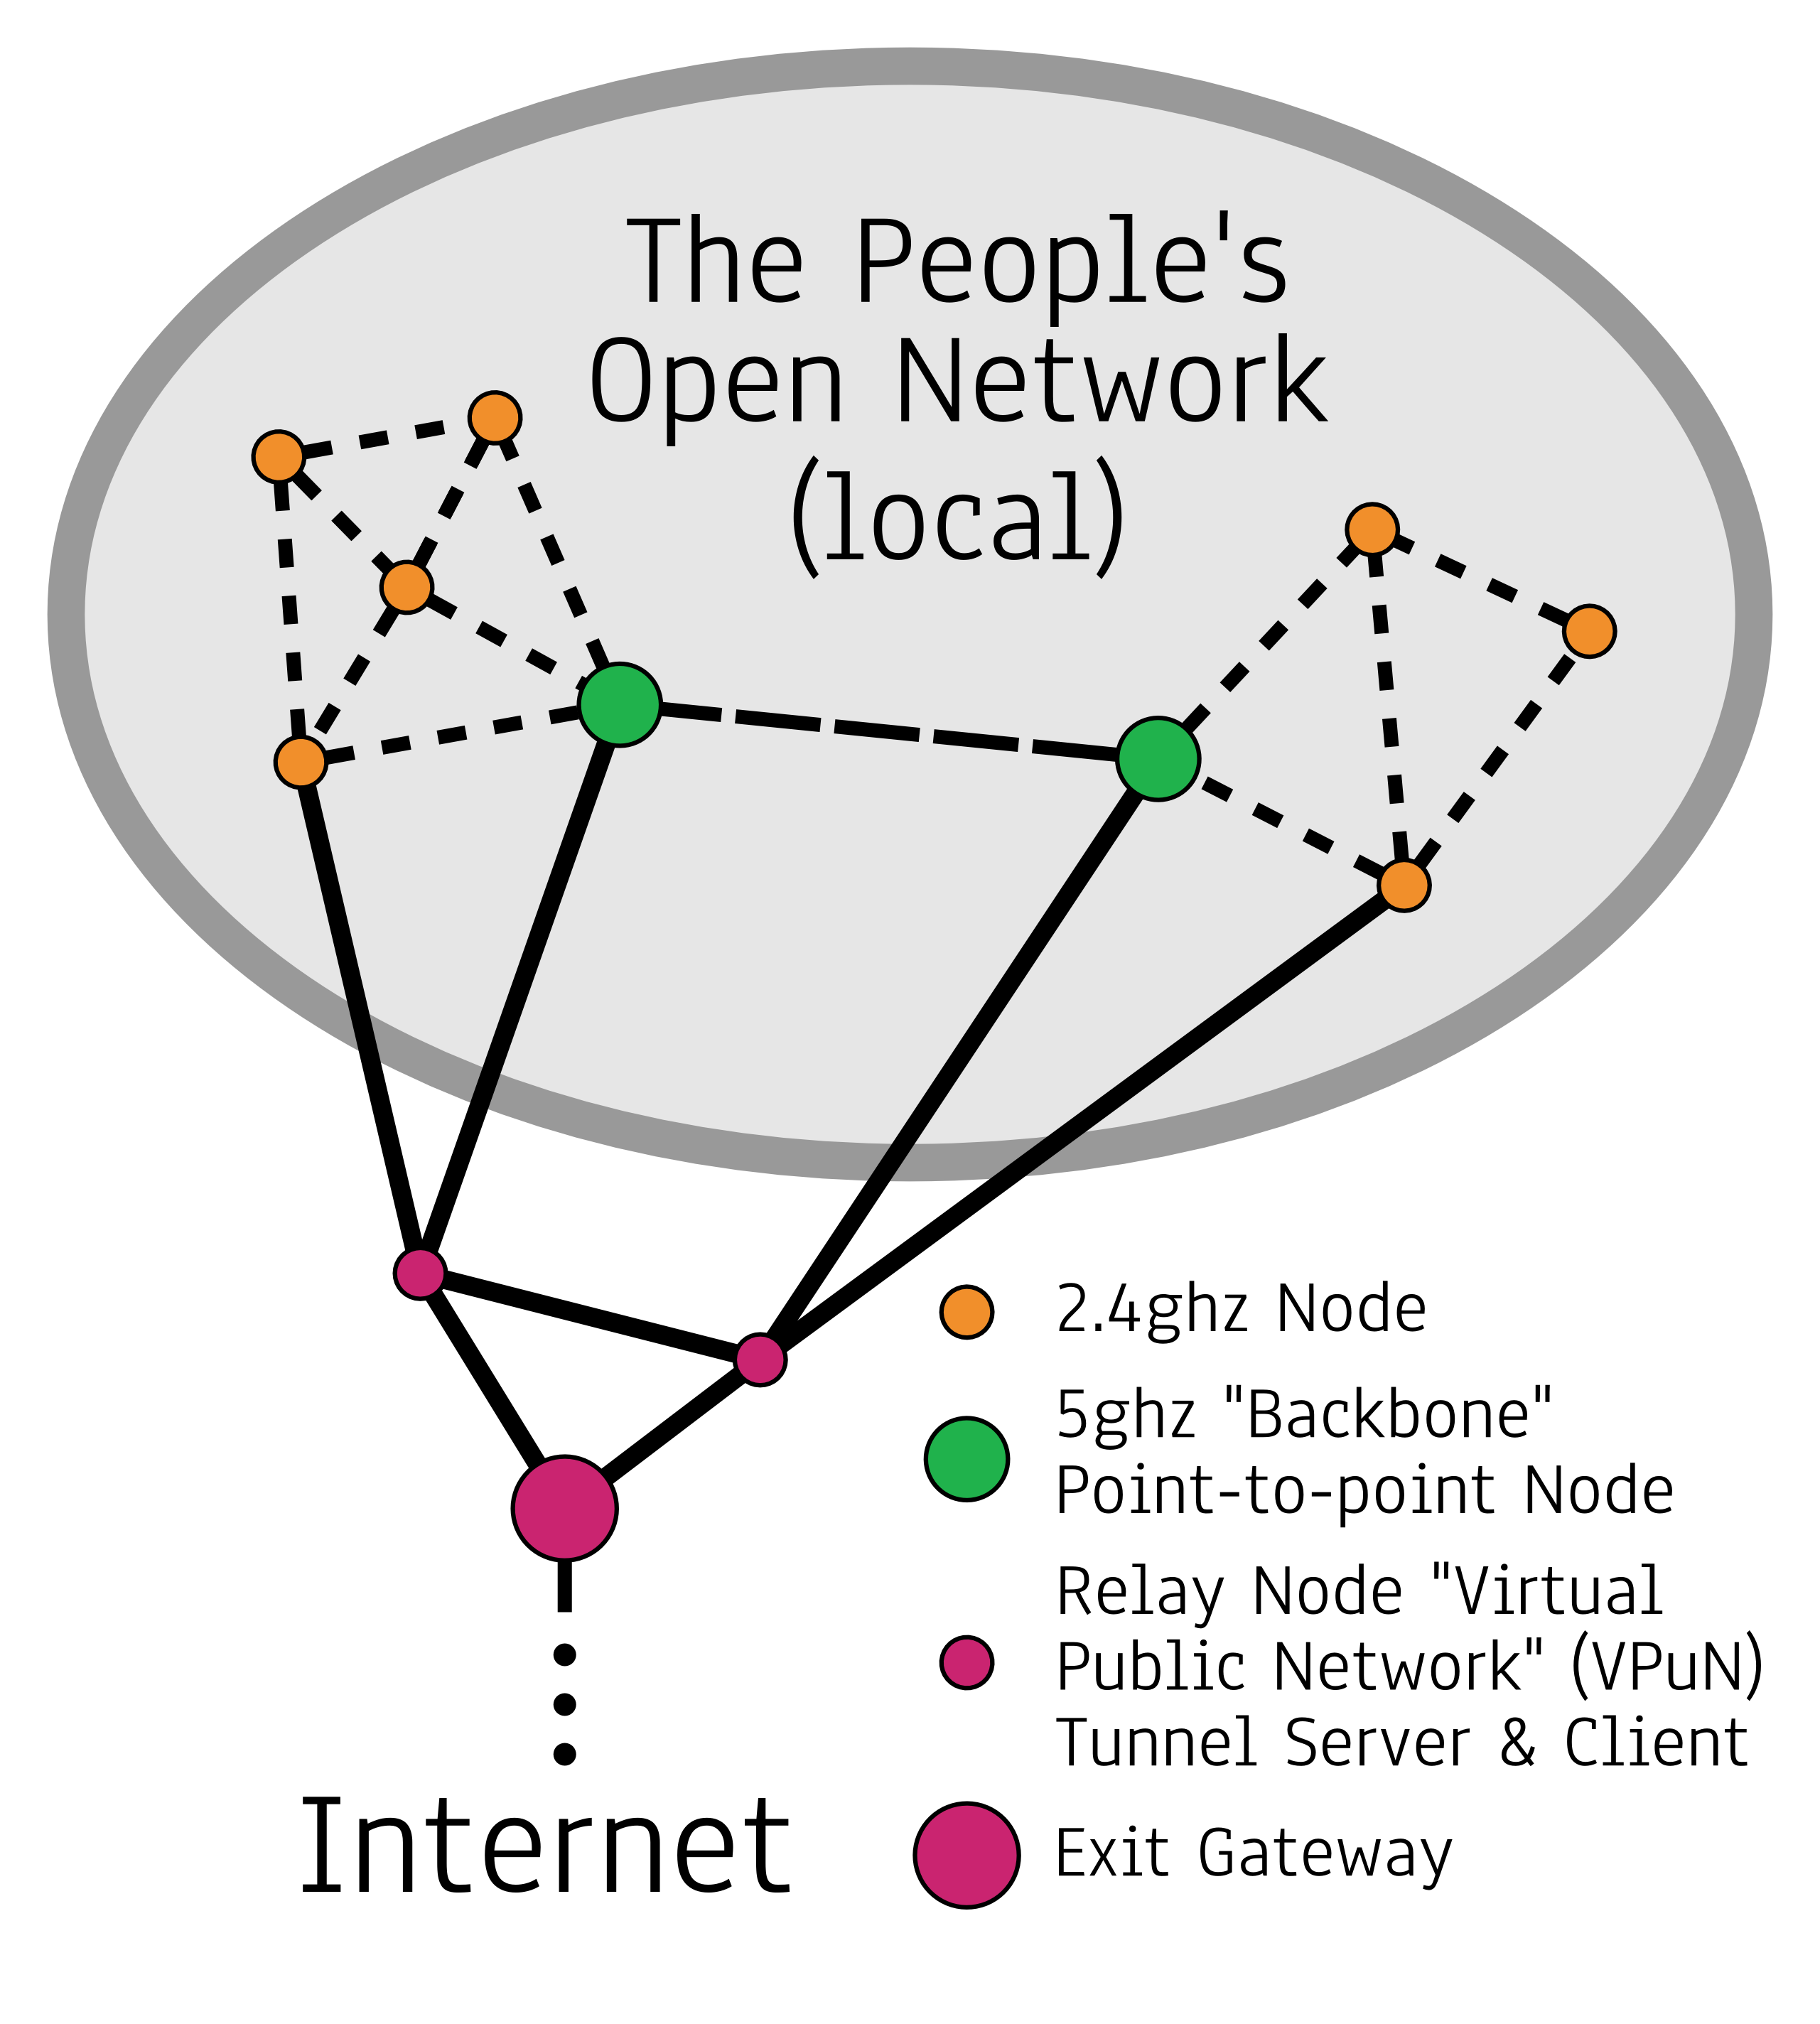 The People's
Open Network
(local)
2.4ghz Node
5ghz "Backbone"
Point-to-point Node
Relay Node "Virtual
Public Network" (VPuN)
Tunnel Server & Client
Exit Gateway
Internet